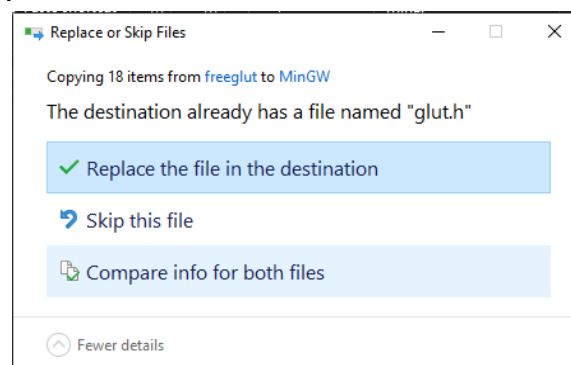 Replace or Skip Files
Copying 18 items from freeglut to MinGW
The destination already has a file named "glut.h"
Replace the file in the destination
Skip this file
Compare info for both files
Fewer details